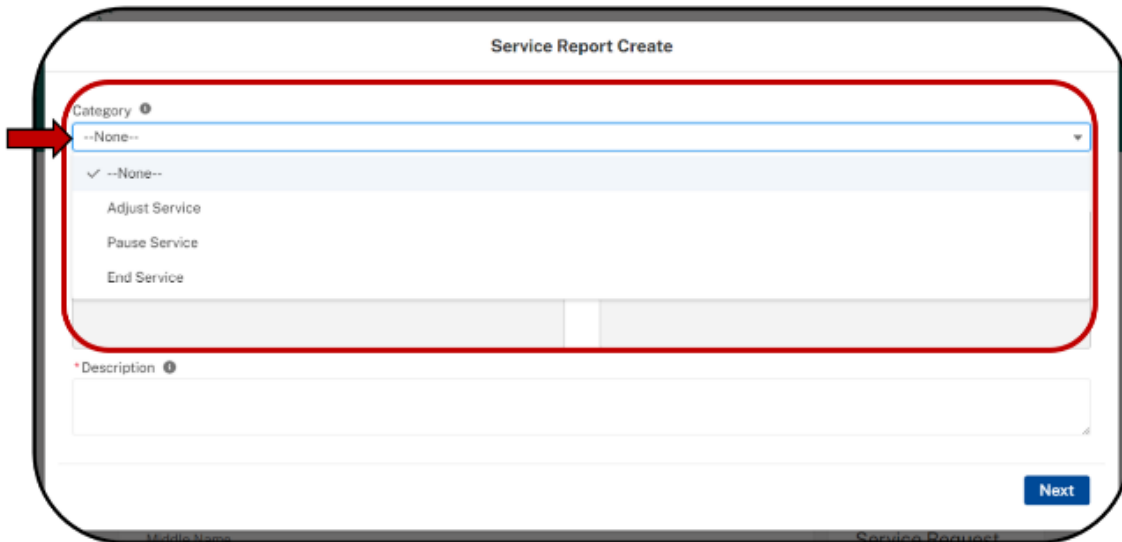 Service Report Create
Category
--None--
--None--
Adjust Service
Pause Service
End Service
*Description
Next
Middle Name
Service Request